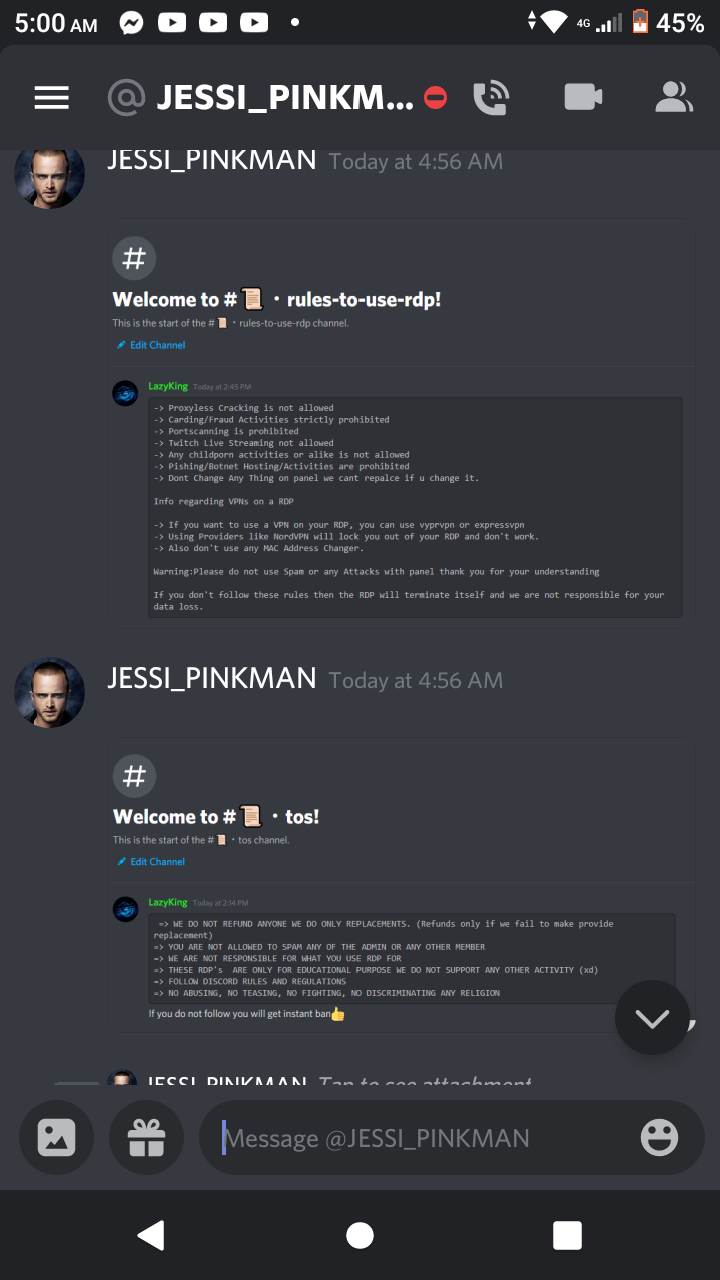 5:00 AM 4G 45%
@ JESSI_PINKM...
JESSI_PINKMAN Today at 4:56 AM
#
Welcome to #📜・rules-to-use-rdp!
This is the start of the #📜・rules-to-use-rdp channel.
Edit Channel
LazyKing Today at 2:45 PM
-> Proxyless Cracking is not allowed
-> Carding/Fraud Activities strictly prohibited
-> Portscanning is prohibited
-> Twitch Live Streaming not allowed
-> Any childporn activities or alike is not allowed
-> Pishing/Botnet Hosting/Activities are prohibited
-> Dont Change Any Thing on panel we cant repalce if u change it.
Info regarding VPNs on a RDP
-> If you want to use a VPN on your RDP, you can use vyprvpn or expressvpn
-> Using Providers like NordVPN will lock you out of your RDP and don't work.
-> Also don't use any MAC Address Changer.
Warning:Please do not use Spam or any Attacks with panel thank you for your understanding
If you don't follow these rules then the RDP will terminate itself and we are not responsible for your
data loss.
JESSI_PINKMAN Today at 4:56 AM
#
Welcome to #📜・tos!
This is the start of the #📜・tos channel.
Edit Channel
LazyKing Today at 2:14 PM
=> WE DO NOT REFUND ANYONE WE DO ONLY REPLACEMENTS. (Refunds only if we fail to make provide
replacement)
=> YOU ARE NOT ALLOWED TO SPAM ANY OF THE ADMIN OR ANY OTHER MEMBER
=> WE ARE NOT RESPONSIBLE FOR WHAT YOU USE RDP FOR
=> THESE RDP's ARE ONLY FOR EDUCATIONAL PURPOSE WE DO NOT SUPPORT ANY OTHER ACTIVITY (xd)
=> FOLLOW DISCORD RULES AND REGULATIONS
=> NO ABUSING, NO TEASING, NO FIGHTING, NO DISCRIMINATING ANY RELIGION
If you do not follow you will get instant ban👍
JESSI_PINKMAN Tap to see attachment
Message @JESSI_PINKMAN